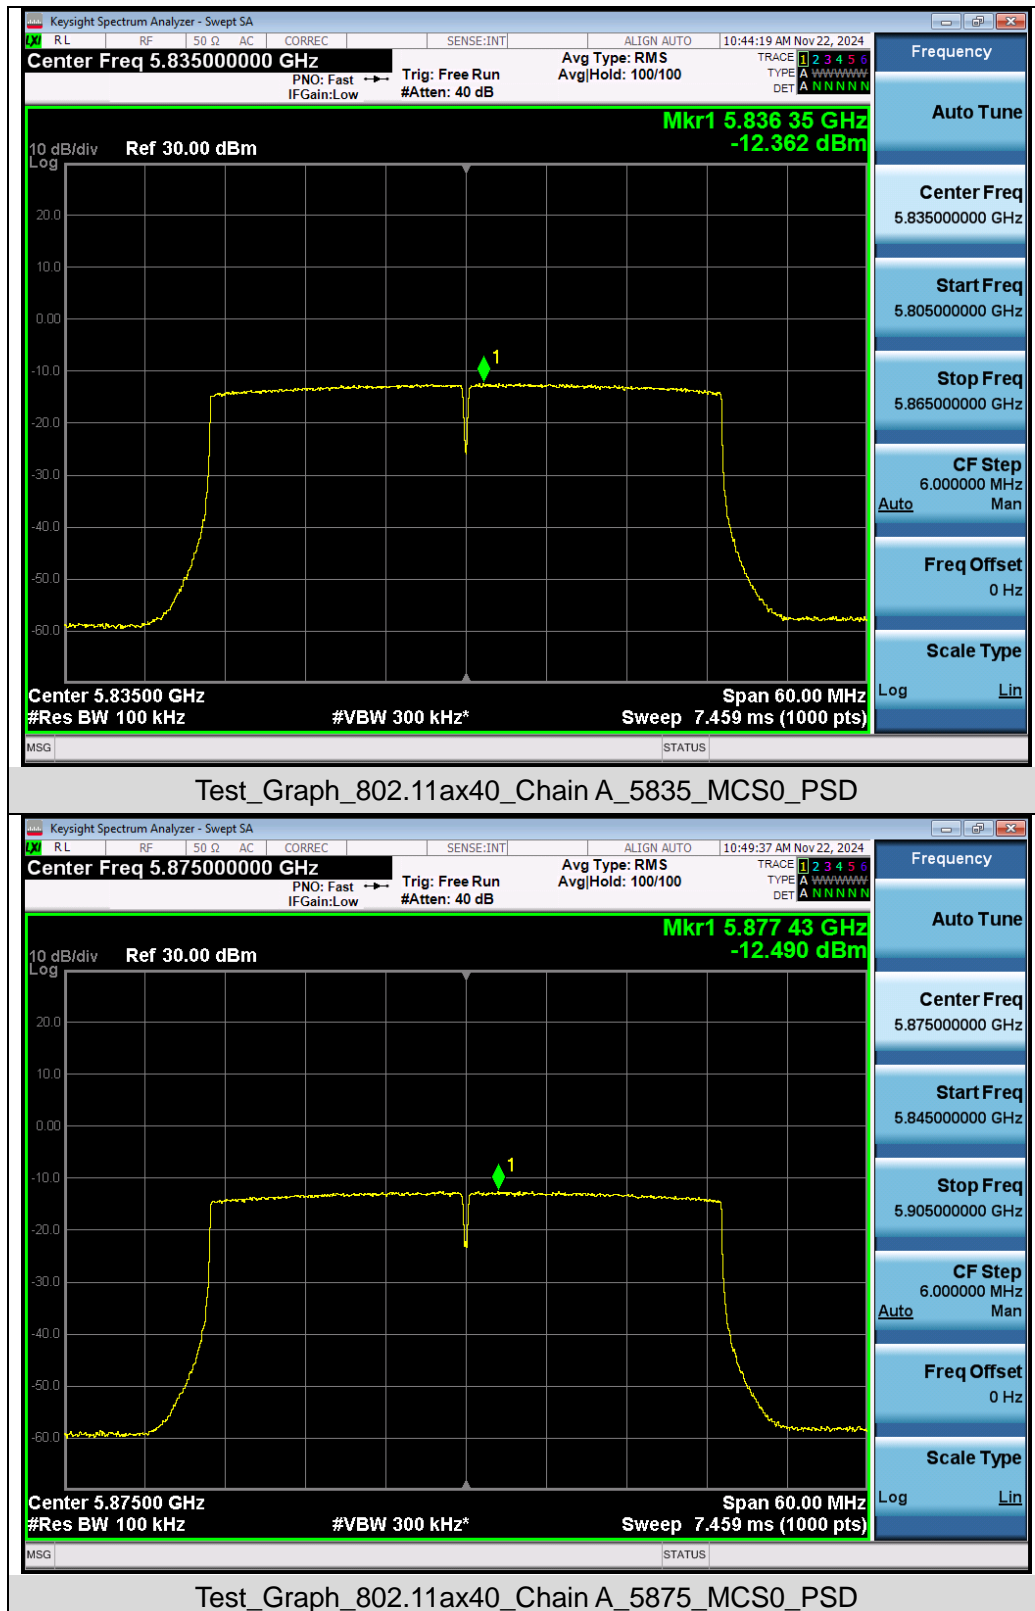 Keysight Spectrum Analyzer - Swept SA
LXI RL RF 50 Ω AC CORREC SENSE:INT ALIGN AUTO 10:44:19 AM Nov 22, 2024
Center Freq 5.835000000 GHz
PNO: Fast
IFGain:Low
Trig: Free Run
#Atten: 40 dB
Avg Type: RMS
Avg|Hold: 100/100
TRACE 1 2 3 4 5 6
TYPE A WWWWW
DET A N N N N N
Mkr1 5.836 35 GHz
-12.362 dBm
10 dB/div Ref 30.00 dBm
Log
20.0
10.0
0.00
-10.0
-20.0
-30.0
-40.0
-50.0
-60.0
1
Center 5.83500 GHz Span 60.00 MHz
#Res BW 100 kHz #VBW 300 kHz* Sweep 7.459 ms (1000 pts)
MSG STATUS
Frequency
Auto Tune
Center Freq
5.835000000 GHz
Start Freq
5.805000000 GHz
Stop Freq
5.865000000 GHz
CF Step
6.000000 MHz
Auto Man
Freq Offset
0 Hz
Scale Type
Log Lin
Test_Graph_802.11ax40_Chain A_5835_MCS0_PSD
Keysight Spectrum Analyzer - Swept SA
LXI RL RF 50 Ω AC CORREC SENSE:INT ALIGN AUTO 10:49:37 AM Nov 22, 2024
Center Freq 5.875000000 GHz
PNO: Fast
IFGain:Low
Trig: Free Run
#Atten: 40 dB
Avg Type: RMS
Avg|Hold: 100/100
TRACE 1 2 3 4 5 6
TYPE A WWWWW
DET A N N N N N
Mkr1 5.877 43 GHz
-12.490 dBm
10 dB/div Ref 30.00 dBm
Log
20.0
10.0
0.00
-10.0
-20.0
-30.0
-40.0
-50.0
-60.0
1
Center 5.87500 GHz Span 60.00 MHz
#Res BW 100 kHz #VBW 300 kHz* Sweep 7.459 ms (1000 pts)
MSG STATUS
Frequency
Auto Tune
Center Freq
5.875000000 GHz
Start Freq
5.845000000 GHz
Stop Freq
5.905000000 GHz
CF Step
6.000000 MHz
Auto Man
Freq Offset
0 Hz
Scale Type
Log Lin
Test_Graph_802.11ax40_Chain A_5875_MCS0_PSD